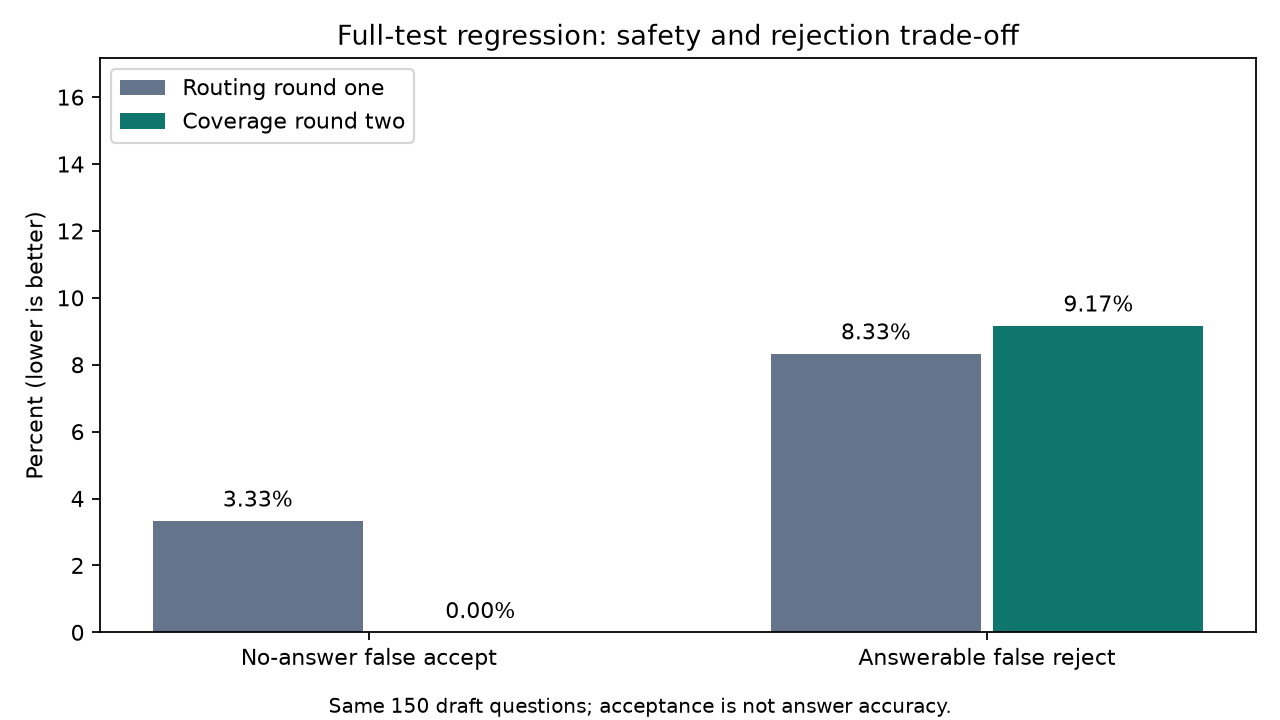 Full-test regression: safety and rejection trade-off
Routing round one
Coverage round two
Percent (lower is better)
16
14
12
10
8
6
4
2
0
3.33%
0.00%
8.33%
9.17%
No-answer false accept
Answerable false reject
Same 150 draft questions; acceptance is not answer accuracy.